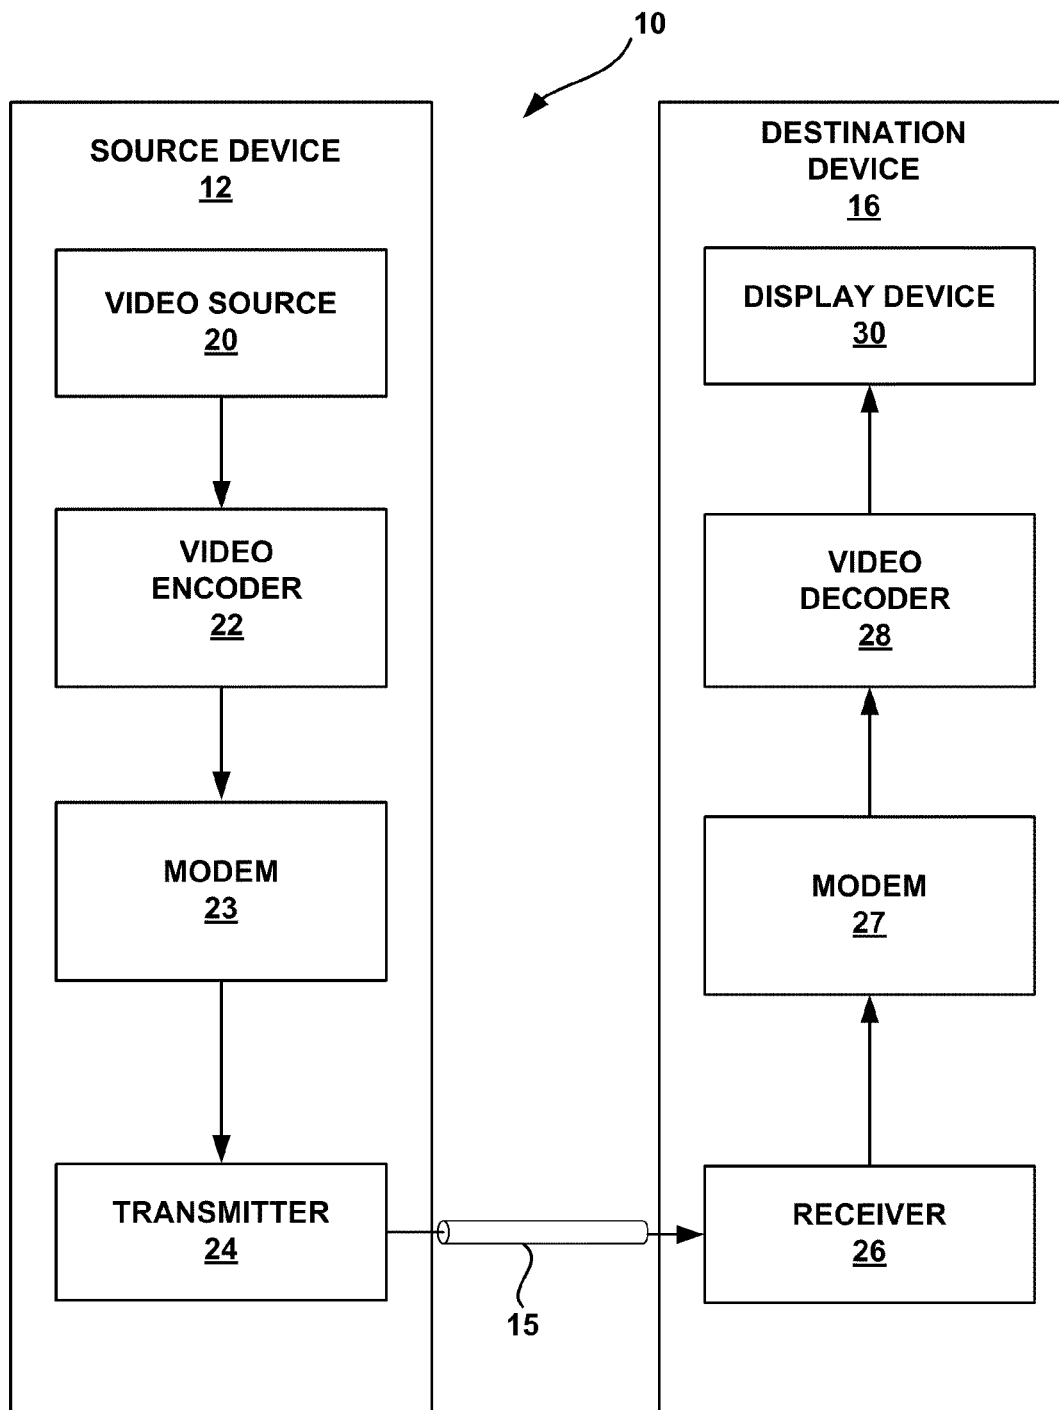 10
SOURCE DEVICE
12
VIDEO SOURCE
20
VIDEO
ENCODER
22
MODEM
23
TRANSMITTER
24
15
DESTINATION
DEVICE
16
DISPLAY DEVICE
30
VIDEO
DECODER
28
MODEM
27
RECEIVER
26